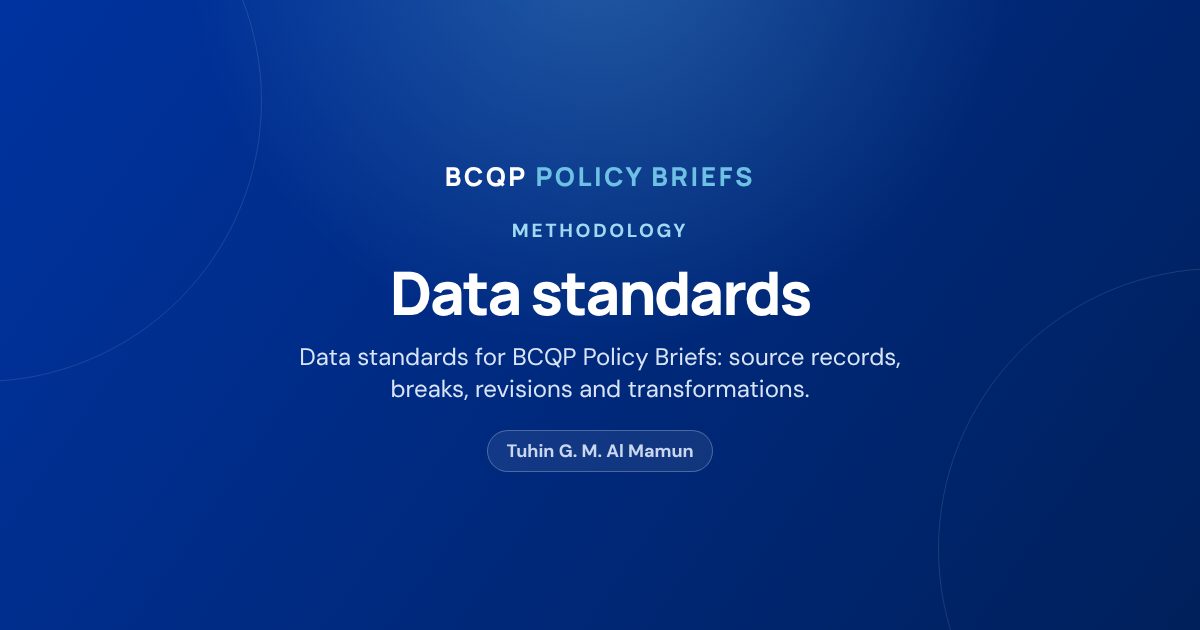 BCQP POLICY BRIEFS
METHODOLOGY
Data standards
Data standards for BCQP Policy Briefs: source records,
breaks, revisions and transformations.
Tuhin G. M. Al Mamun